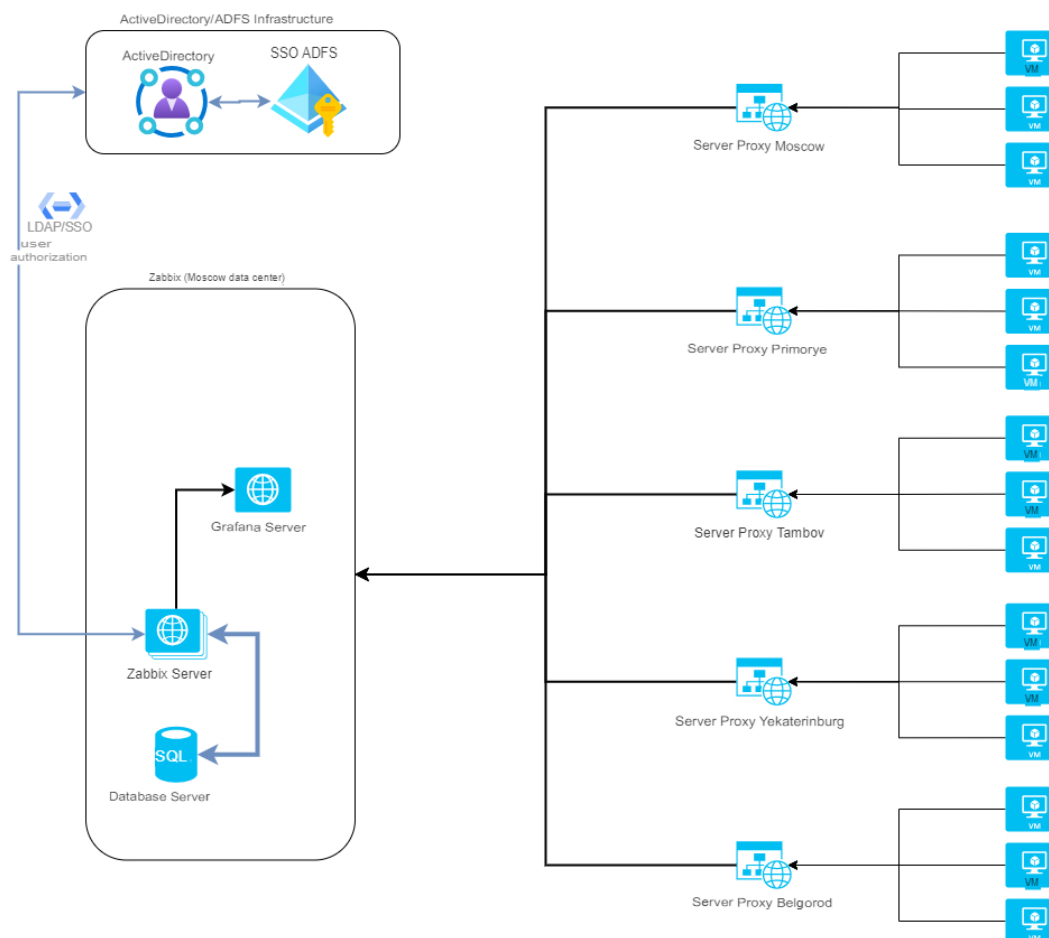 ActiveDirectory/ADFS Infrastructure
ActiveDirectory
SSO ADFS
LDAP/SSO
user
authorization
Zabbix (Moscow data center)
Grafana Server
Zabbix Server
SQL
Database Server
Server Proxy Moscow
VM
VM
VM
Server Proxy Primorye
VM
VM
VM
Server Proxy Tambov
VM
VM
VM
Server Proxy Yekaterinburg
VM
VM
VM
Server Proxy Belgorod
VM
VM
VM